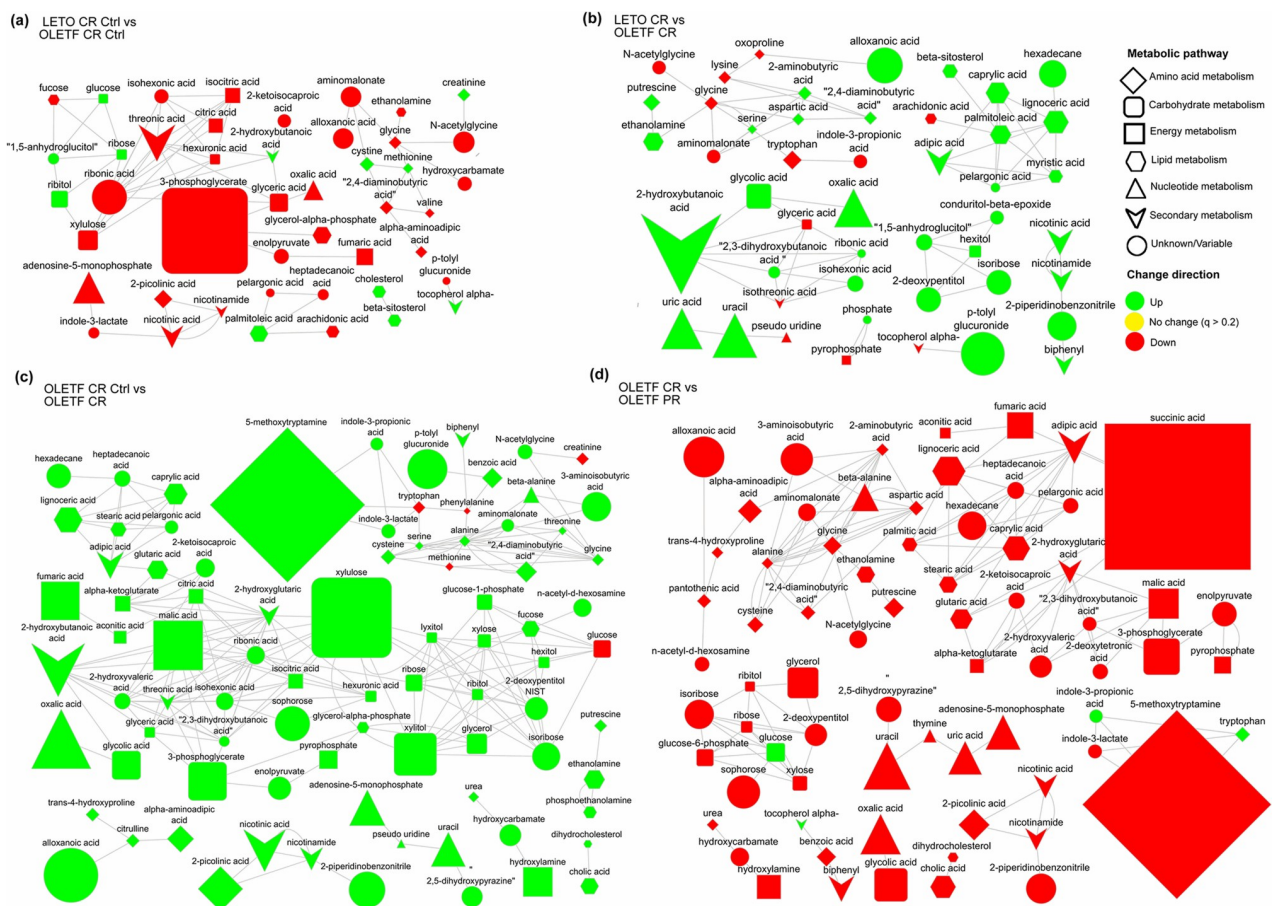 (a)
LETO CR Ctrl vs
OLETF CR Ctrl
fucose
glucose
isohexonic acid
isocitric acid
threonic acid
citric acid
2-ketoisocaproic
acid
aminomalonate
creatinine
ethanolamine
alloxanoic acid
glycine
N-acetylglycine
2-hydroxybutanoic
acid
"1,5-anhydroglucitol"
ribose
hexuronic acid
cystine
methionine
hydroxycarbamate
ribitol
ribonic acid
3-phosphoglycerate
glyceric acid
oxalic acid
"2,4-diaminobutyric
acid"
valine
xylulose
glycerol-alpha-phosphate
alpha-aminoadipic
acid
enolpyruvate
fumaric acid
adenosine-5-monophosphate
heptadecanoic
acid
p-tolyl
glucuronide
2-picolinic acid
pelargonic acid
cholesterol
nicotinamide
tocopherol alpha-
indole-3-lactate
nicotinic acid
palmitoleic acid
arachidonic acid
beta-sitosterol
(b)
LETO CR vs
OLETF CR
N-acetylglycine
oxoproline
alloxanoic acid
hexadecane
lysine
2-aminobutyric
acid
beta-sitosterol
caprylic acid
putrescine
glycine
"2,4-diaminobutyric
acid"
lignoceric acid
aspartic acid
arachidonic acid
palmitoleic acid
ethanolamine
serine
indole-3-propionic
acid
adipic acid
aminomalonate
tryptophan
myristic
acid
pelargonic acid
2-hydroxybutanoic
acid
glycolic acid
oxalic acid
conduritol-beta-epoxide
nicotinic acid
glyceric acid
"1,5-anhydroglucitol"
"2,3-dihydroxybutanoic
acid "
ribonic acid
hexitol
nicotinamide
isoribose
isohexonic acid
2-deoxypentitol
isothreonic acid
2-piperidinobenzonitrile
uric acid
uracil
phosphate
p-tolyl
glucuronide
pseudo uridine
tocopherol alpha-
pyrophosphate
biphenyl
Metabolic pathway
Amino acid metabolism
Carbohydrate metabolism
Energy metabolism
Lipid metabolism
Nucleotide metabolism
Secondary metabolism
Unknown/Variable
Change direction
Up
No change (q > 0.2)
Down
(c)
OLETF CR Ctrl vs
OLETF CR
5-methoxytryptamine
indole-3-propionic
acid
biphenyl
p-tolyl
glucuronide
N-acetylglycine
creatinine
hexadecane
heptadecanoic
acid
benzoic acid
3-aminoisobutyric
acid
caprylic acid
beta-alanine
lignoceric acid
tryptophan
phenylalanine
stearic acid
pelargonic acid
indole-3-lactate
aminomalonate
threonine
serine
alanine
adipic acid
2-ketoisocaproic
acid
cysteine
"2,4-diaminobutyric
acid"
glycine
glutaric acid
methionine
fumaric acid
alpha-ketoglutarate
citric acid
2-hydroxyglutaric
acid
xylulose
glucose-1-phosphate
n-acetyl-d-hexosamine
malic acid
fucose
2-hydroxybutanoic
acid
aconitic acid
ribonic acid
lyxitol
xylose
glucose
hexitol
2-hydroxyvaleric
acid
isocitric acid
ribose
threonic acid
isohexonic acid
hexuronic acid
ribitol
2-deoxypentitol
NIST
oxalic acid
sophorose
putrescine
glyceric acid
"2,3-dihydroxybutanoic
acid"
glycerol-alpha-phosphate
xylitol
glycerol
glycolic acid
3-phosphoglycerate
pyrophosphate
isoribose
ethanolamine
enolpyruvate
adenosine-5-monophosphate
urea
phosphoethanolamine
trans-4-hydroxyproline
alpha-aminoadipic
acid
hydroxycarbamate
nicotinic acid
pseudo uridine
uracil
dihydrocholesterol
alloxanoic acid
citrulline
nicotinamide
2-picolinic acid
2-piperidinobenzonitrile
"
2,5-dihydroxypyrazine"
hydroxylamine
cholic acid
(d)
OLETF CR vs
OLETF PR
fumaric acid
succinic acid
alloxanoic acid
3-aminoisobutyric
acid
2-aminobutyric
acid
aconitic acid
adipic acid
lignoceric
acid
heptadecanoic
acid
alpha-aminoadipic
acid
beta-alanine
aminomalonate
aspartic acid
pelargonic acid
hexadecane
trans-4-hydroxyproline
glycine
palmitic acid
caprylic acid
alanine
ethanolamine
2-hydroxyglutaric
acid
pantothenic acid
"2,4-diaminobutyric
acid"
putrescine
stearic acid
2-ketoisocaproic
acid
malic acid
glutaric acid
"2,3-dihydroxybutanoic
acid"
enolpyruvate
cysteine
N-acetylglycine
3-phosphoglycerate
n-acetyl-d-hexosamine
alpha-ketoglutarate
2-hydroxyvaleric
acid
2-deoxytetronic
acid
pyrophosphate
glycerol
ribitol
"
2,5-dihydroxypyrazine"
indole-3-propionic
acid
5-methoxytryptamine
isoribose
2-deoxypentitol
adenosine-5-monophosphate
ribose
thymine
tryptophan
glucose
uracil
uric acid
indole-3-lactate
glucose-6-phosphate
xylose
sophorose
nicotinic acid
oxalic acid
2-picolinic acid
urea
tocopherol alpha-
nicotinamide
hydroxycarbamate
benzoic acid
dihydrocholesterol
glycolic acid
cholic acid
2-piperidinobenzonitrile
hydroxylamine
biphenyl